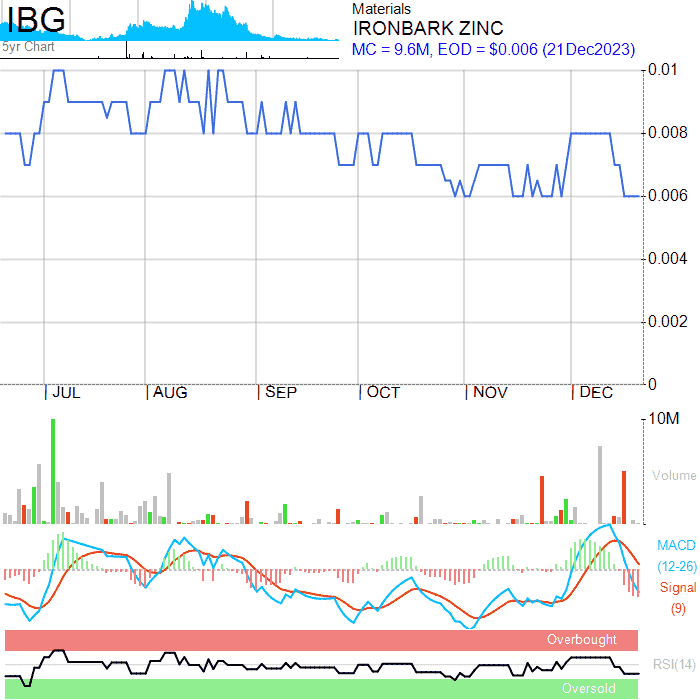 IBG
5yr Chart
Materials
IRONBARK ZINC
MC = 9.6M, EOD = $0.006 (21Dec2023)
0.01
0.008
0.006
0.004
0.002
0
JUL AUG SEP OCT NOV DEC
10M
Volume
MACD
(12-26)
Signal
(9)
Overbought
RSI(14)
Oversold